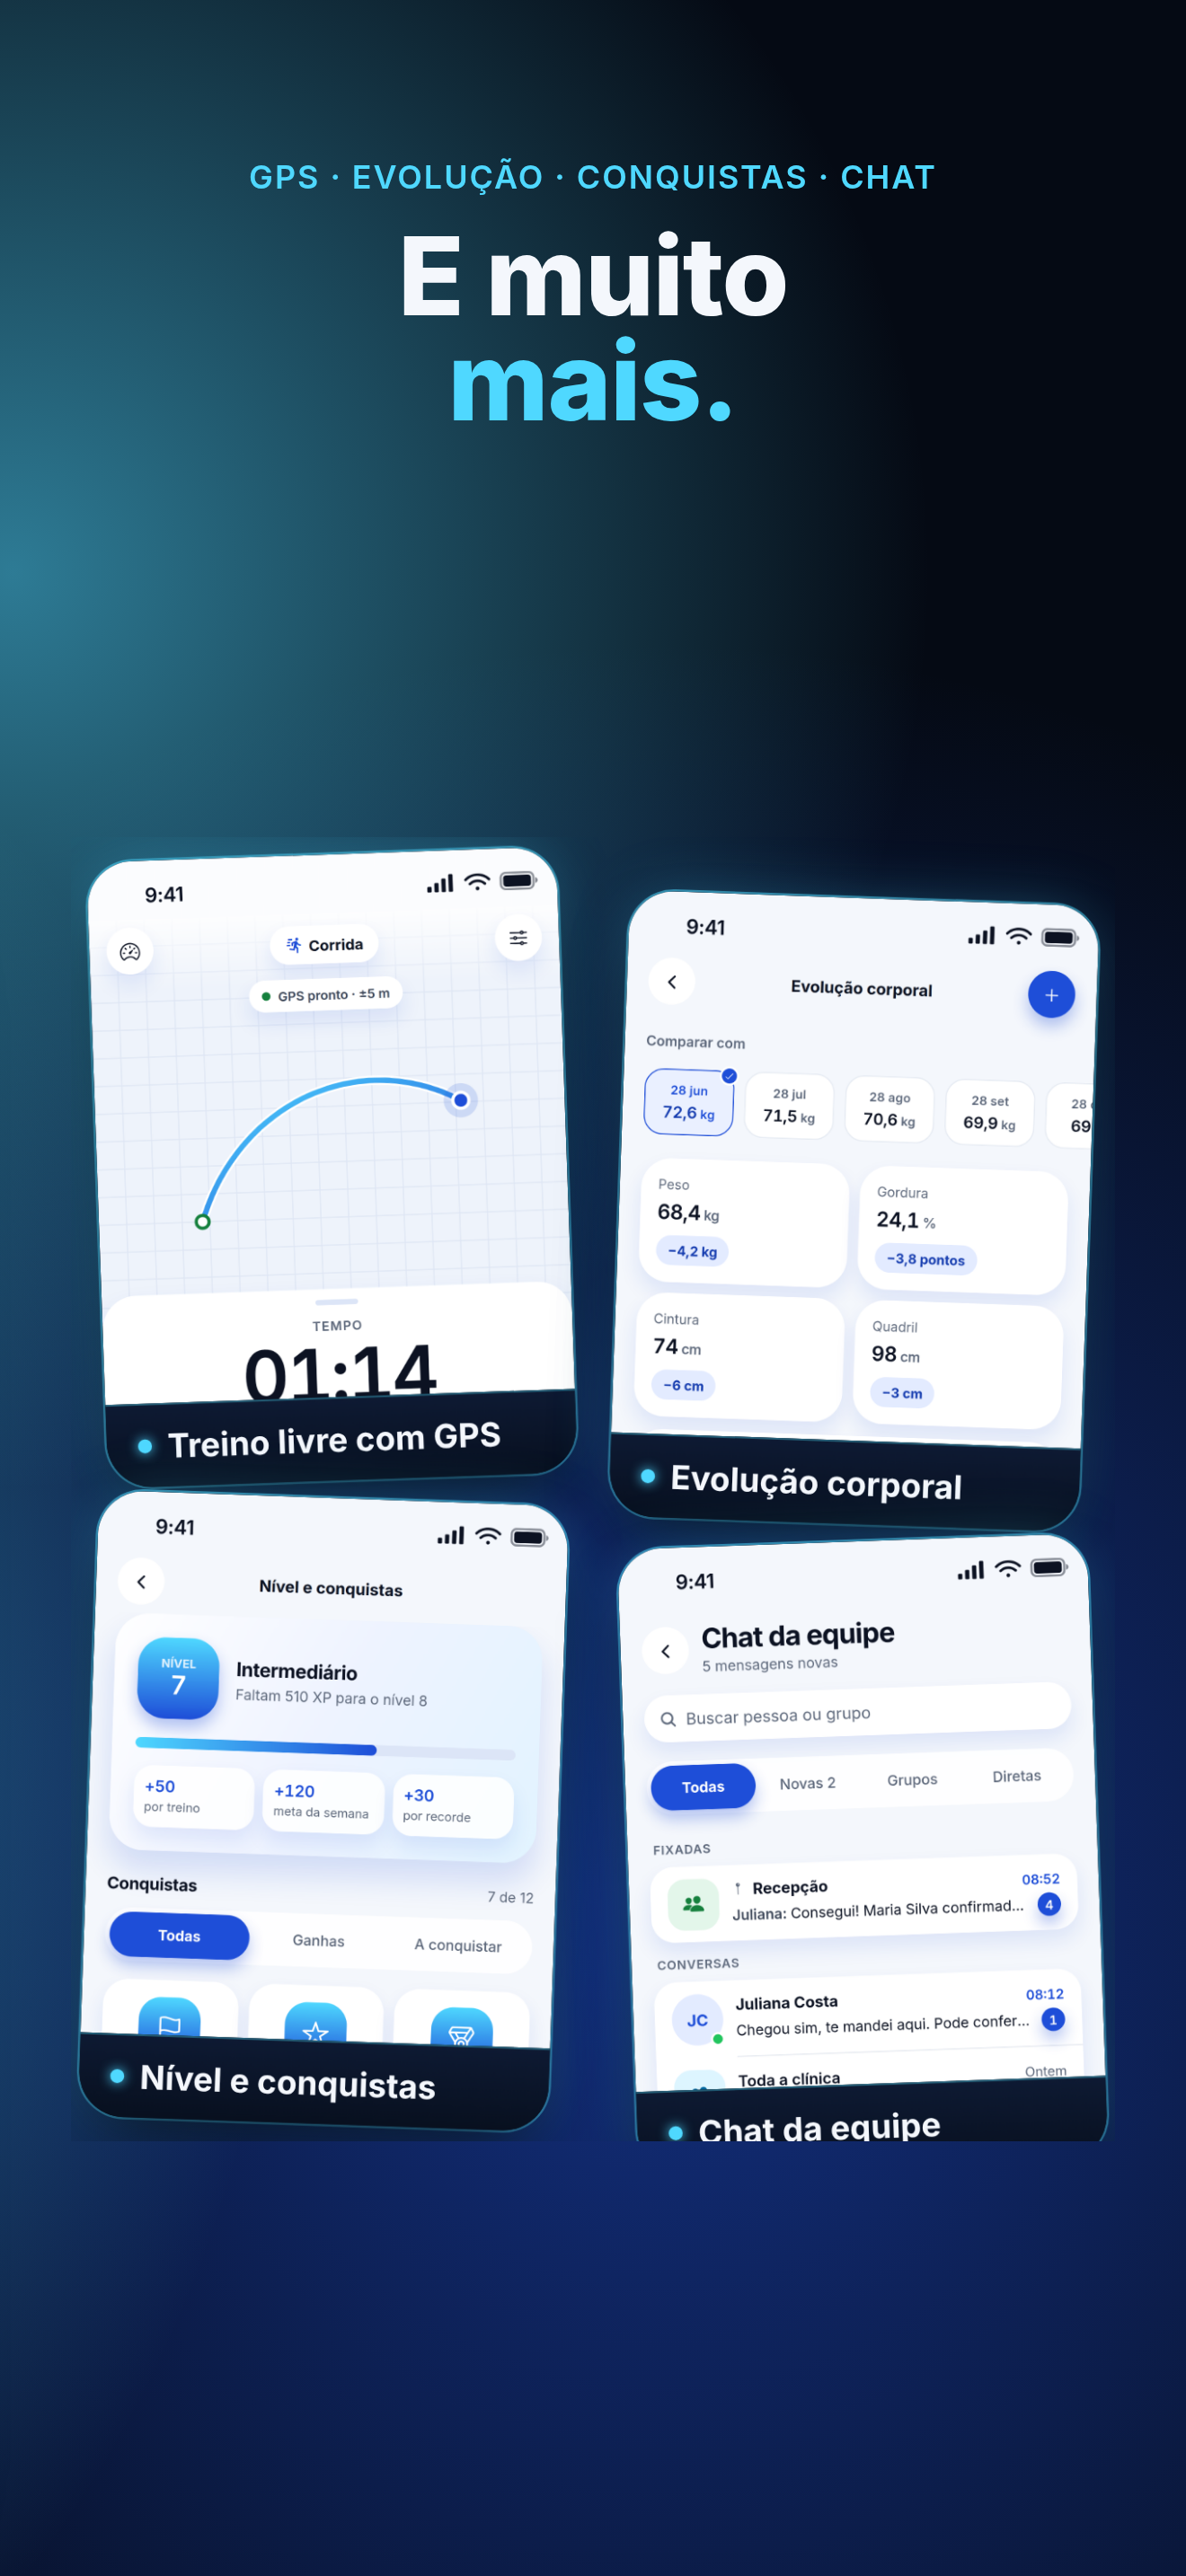 GPS · EVOLUÇÃO · CONQUISTAS · CHAT
E muito
mais.
9:41
Corrida
GPS pronto · ±5 m
TEMPO
01:14
Treino livre com GPS
9:41
Evolução corporal
Comparar com
28 jun
72,6 kg
28 jul
71,5 kg
28 ago
70,6 kg
28 set
69,9 kg
28
69
Peso
68,4 kg
−4,2 kg
Gordura
24,1 %
−3,8 pontos
Cintura
74 cm
−6 cm
Quadril
98 cm
−3 cm
Evolução corporal
9:41
Nível e conquistas
NÍVEL
7
Intermediário
Faltam 510 XP para o nível 8
+50
por treino
+120
meta da semana
+30
por recorde
Conquistas
7 de 12
Todas
Ganhas
A conquistar
Nível e conquistas
9:41
Chat da equipe
5 mensagens novas
Buscar pessoa ou grupo
Todas
Novas 2
Grupos
Diretas
FIXADAS
Recepção
08:52
Juliana: Consegui! Maria Silva confirmad...
4
CONVERSAS
JC
Juliana Costa
08:12
Chegou sim, te mandei aqui. Pode confer...
1
Toda a clínica
Ontem
Chat da equipe